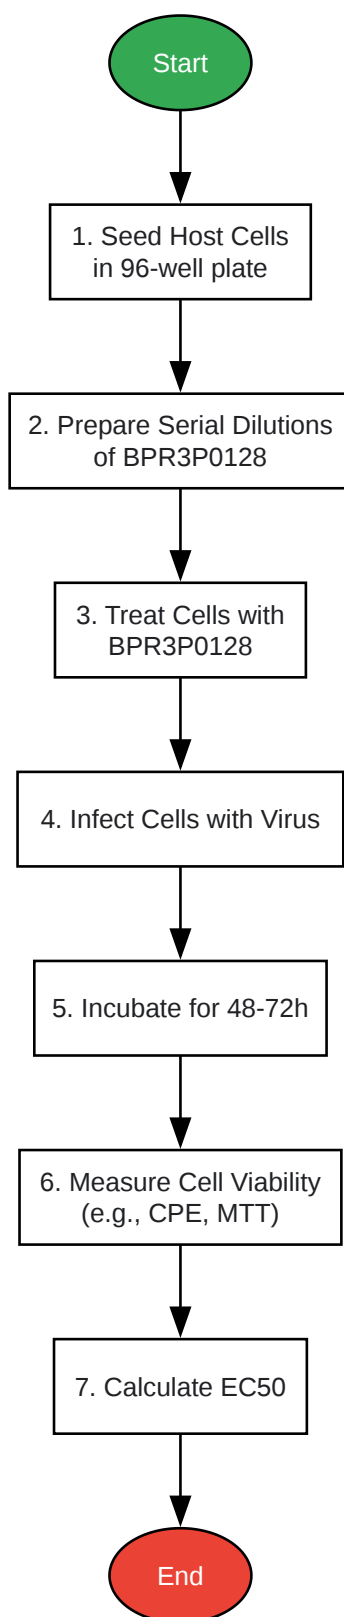 Start
1. Seed Host Cells
in 96-well plate
2. Prepare Serial Dilutions
of BPR3P0128
3. Treat Cells with
BPR3P0128
4. Infect Cells with Virus
5. Incubate for 48-72h
6. Measure Cell Viability
(e.g., CPE, MTT)
7. Calculate EC50
End